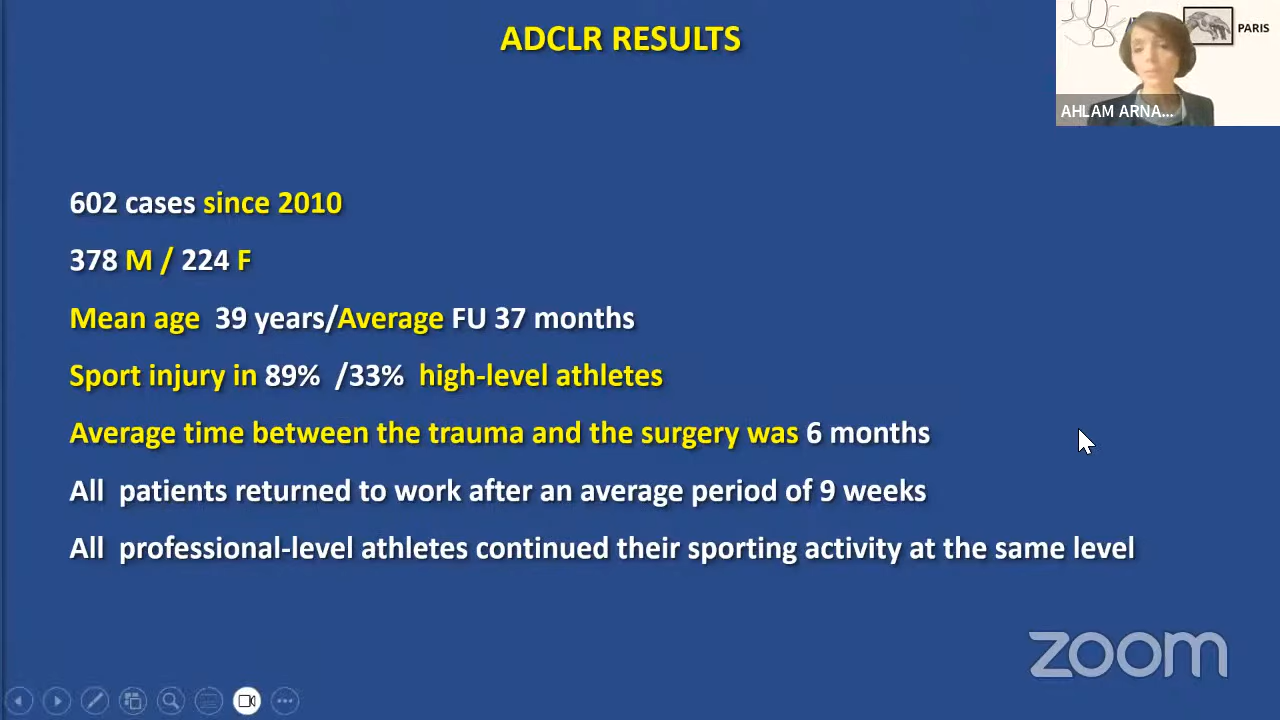 ADCLR RESULTS
PARIS
AHLAM ARNA...
602 cases since 2010
378 M / 224 F
Mean age 39 years/Average FU 37 months
Sport injury in 89% /33% high-level athletes
Average time between the trauma and the surgery was 6 months
All patients returned to work after an average period of 9 weeks
All professional-level athletes continued their sporting activity at the same level
zoom